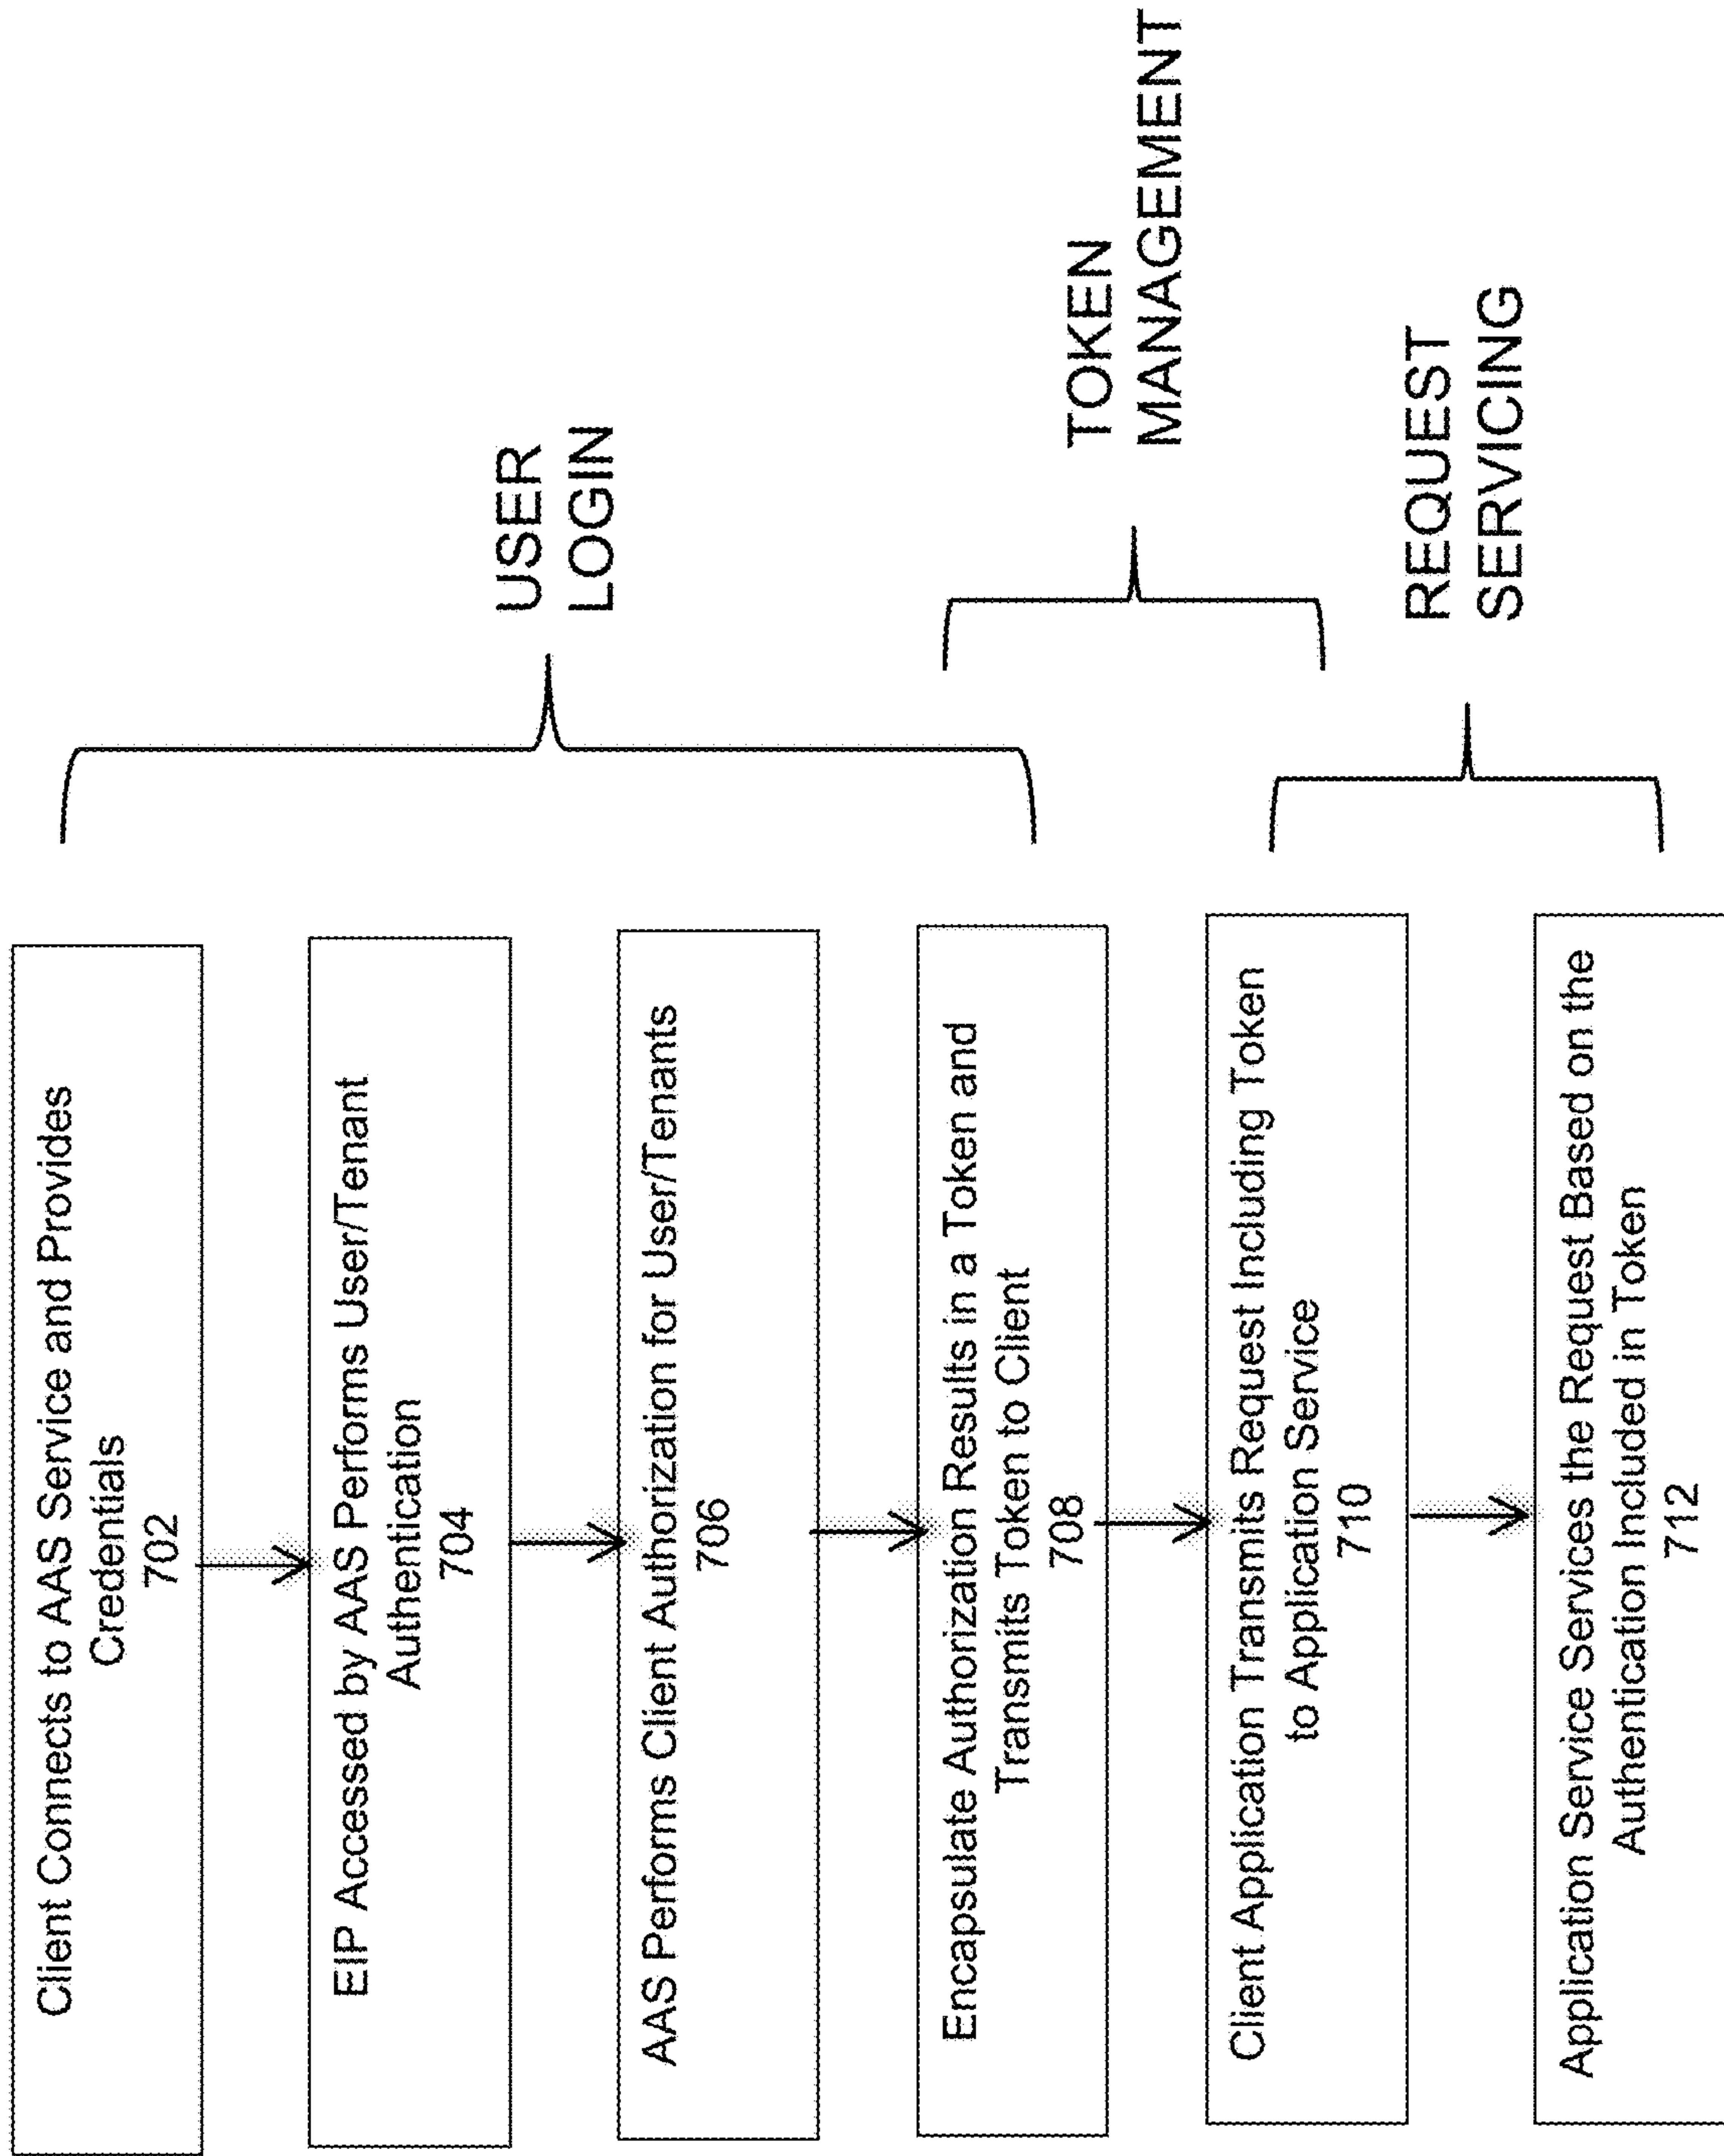 Client Connects to AAS Service and Provides
Credentials
702
EIP Accessed by AAS Performs User/Tenant
Authentication
704
AAS Performs Client Authorization for User/Tenants
706
Encapsulate Authorization Results in a Token and
Transmits Token to Client
708
Client Application Transmits Request Including Token
to Application Service
710
Application Service Services the Request Based on the
Authentication Included in Token
712
USER
LOGIN
TOKEN
MANAGEMENT
REQUEST
SERVICING